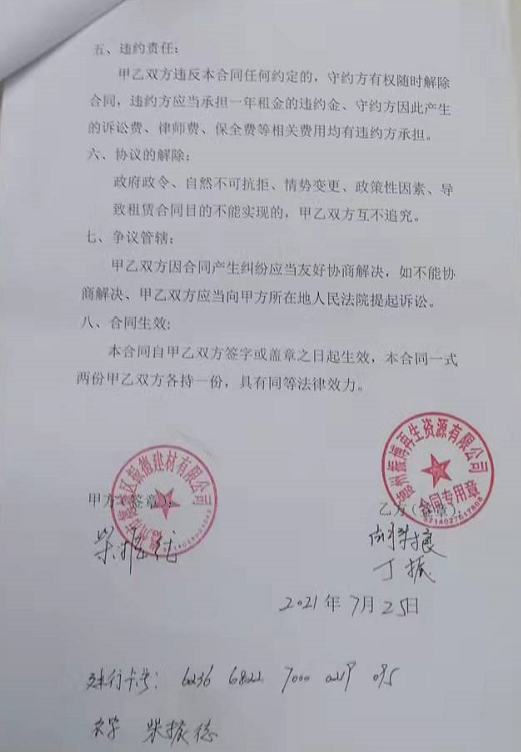 五、违约责任:
甲乙双方违反本合同任何约定的，守约方有权随时解除
合同，违约方应当承担一年租金的违约金、守约方因此产生
的诉讼费、律师费、保全费等相关费用均有违约方承担。
六、协议的解除:
政府政令、自然不可抗拒、情势变更、政策性因素、导
致租赁合同目的不能实现的，甲乙双方互不追究。
七、争议管辖:
甲乙双方因合同产生纠纷应当友好协商解决，如不能协
商解决、甲乙双方应当向甲方所在地人民法院提起诉讼。
八、合同生效:
本合同自甲乙双方签字或盖章之日起生效，本合同一式
两份甲乙双方各持一份，具有同等法律效力。
建材有限公司
州振博再生资源有限公司
合同专用章
甲方（签章）:
乙方（签章）:
丁振
2021年7月25日
银行卡号: 6236 6822 7000
名字 柴振德